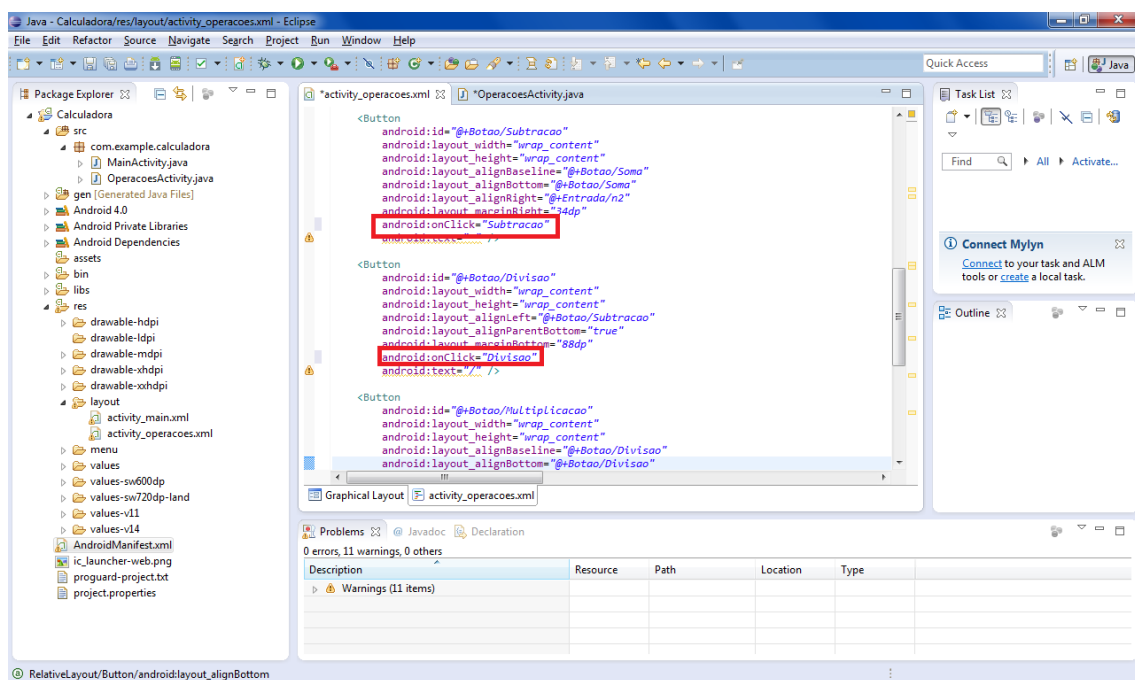 Java - Calculadora/res/layout/activity_operacoes.xml - Eclipse
File Edit Refactor Source Navigate Search Project Run Window Help
Quick Access
Java
Package Explorer
Calculadora
src
com.example.calculadora
MainActivity.java
OperacoesActivity.java
gen [Generated Java Files]
Android 4.0
Android Private Libraries
Android Dependencies
assets
bin
libs
res
drawable-hdpi
drawable-ldpi
drawable-mdpi
drawable-xhdpi
drawable-xxhdpi
layout
activity_main.xml
activity_operacoes.xml
menu
values
values-sw600dp
values-sw720dp-land
values-v11
values-v14
AndroidManifest.xml
ic_launcher-web.png
proguard-project.txt
project.properties
*activity_operacoes.xml
*OperacoesActivity.java
<Button
android:id="@+Botao/Subtracao"
android:layout_width="wrap_content"
android:layout_height="wrap_content"
android:layout_alignBaseline="@+Botao/Soma"
android:layout_alignBottom="@+Botao/Soma"
android:layout_alignRight="@+Entrada/n2"
android:layout_marginRight="34dp"
android:onClick="Subtracao"
<Button
android:id="@+Botao/Divisao"
android:layout_width="wrap_content"
android:layout_height="wrap_content"
android:layout_alignLeft="@+Botao/Subtracao"
android:layout_alignParentBottom="true"
android:layout_marginBottom="88dp"
android:onClick="Divisao"
android:text="/" />
<Button
android:id="@+Botao/Multiplicacao"
android:layout_width="wrap_content"
android:layout_height="wrap_content"
android:layout_alignBaseline="@+Botao/Divisao"
android:layout_alignBottom="@+Botao/Divisao"
Graphical Layout
activity_operacoes.xml
Task List
Find
All
Activate...
Connect Mylyn
Connect to your task and ALM
tools or create a local task.
Outline
Problems
@ Javadoc
Declaration
0 errors, 11 warnings, 0 others
Description Resource Path Location Type
Warnings (11 items)
RelativeLayout/Button/android:layout_alignBottom